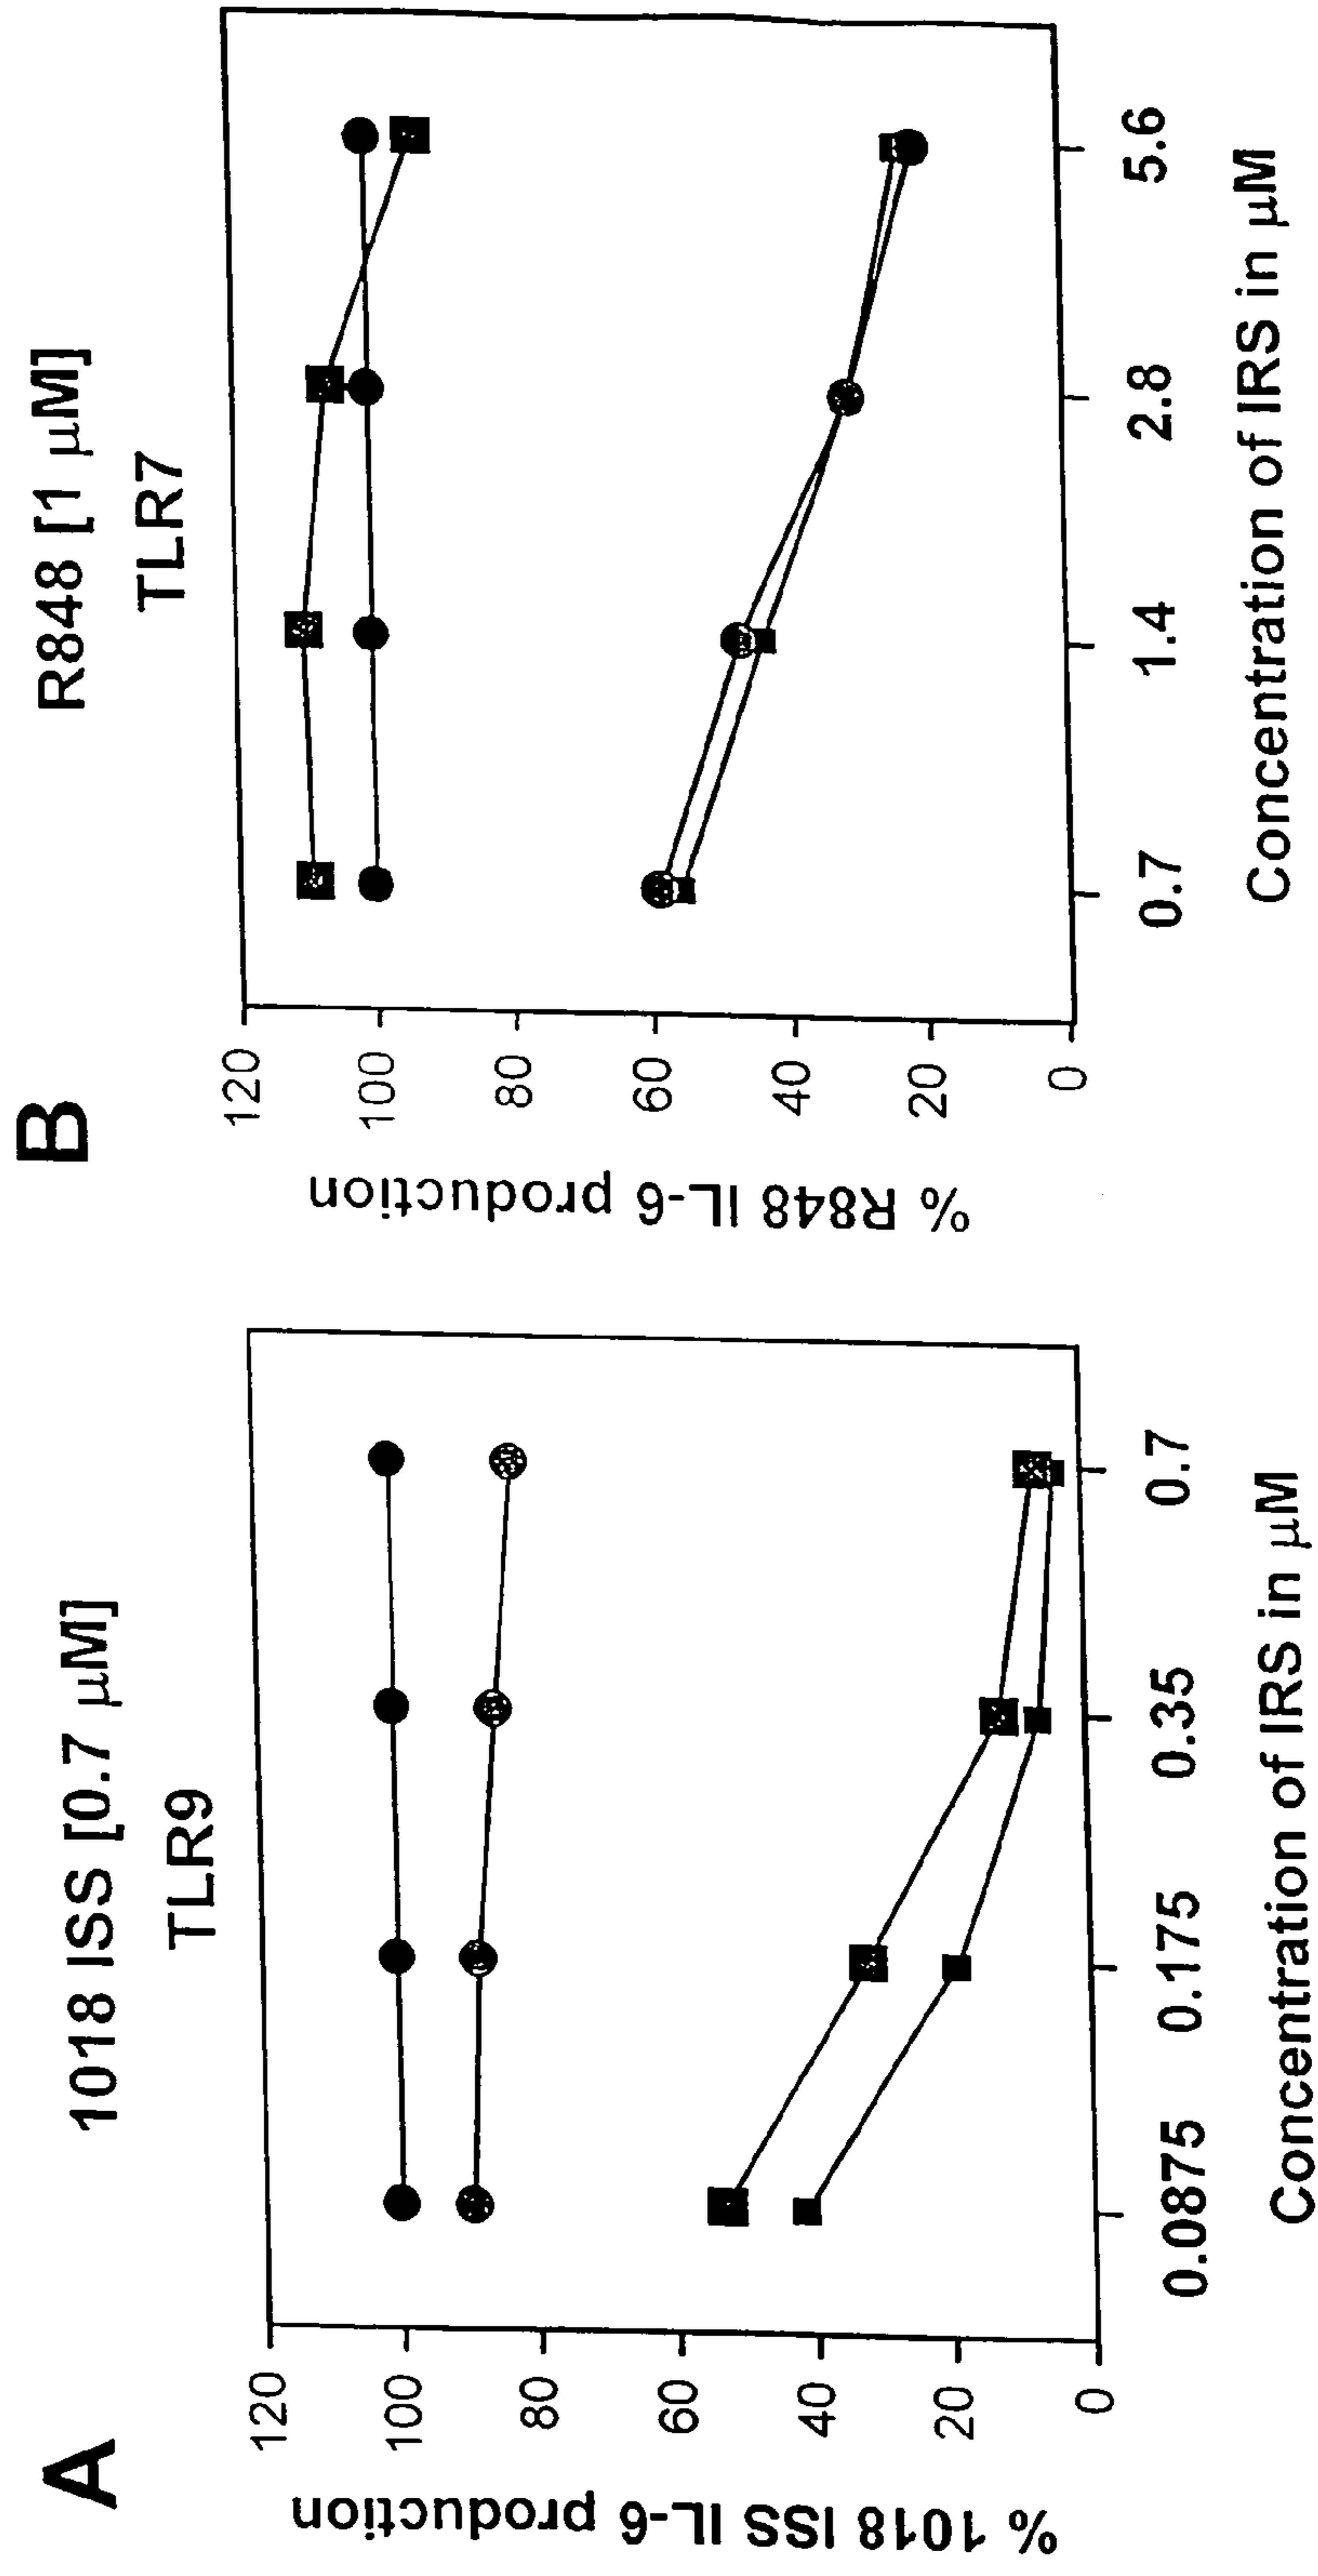 A
1018 ISS [0.7 μM]
TLR9
% 1018 ISS IL-6 production
120
100
80
60
40
20
0
0.0875 0.175 0.35 0.7
Concentration of IRS in μM
B
R848 [1 μM]
TLR7
% R848 IL-6 production
120
100
80
60
40
20
0
0.7 1.4 2.8 5.6
Concentration of IRS in μM